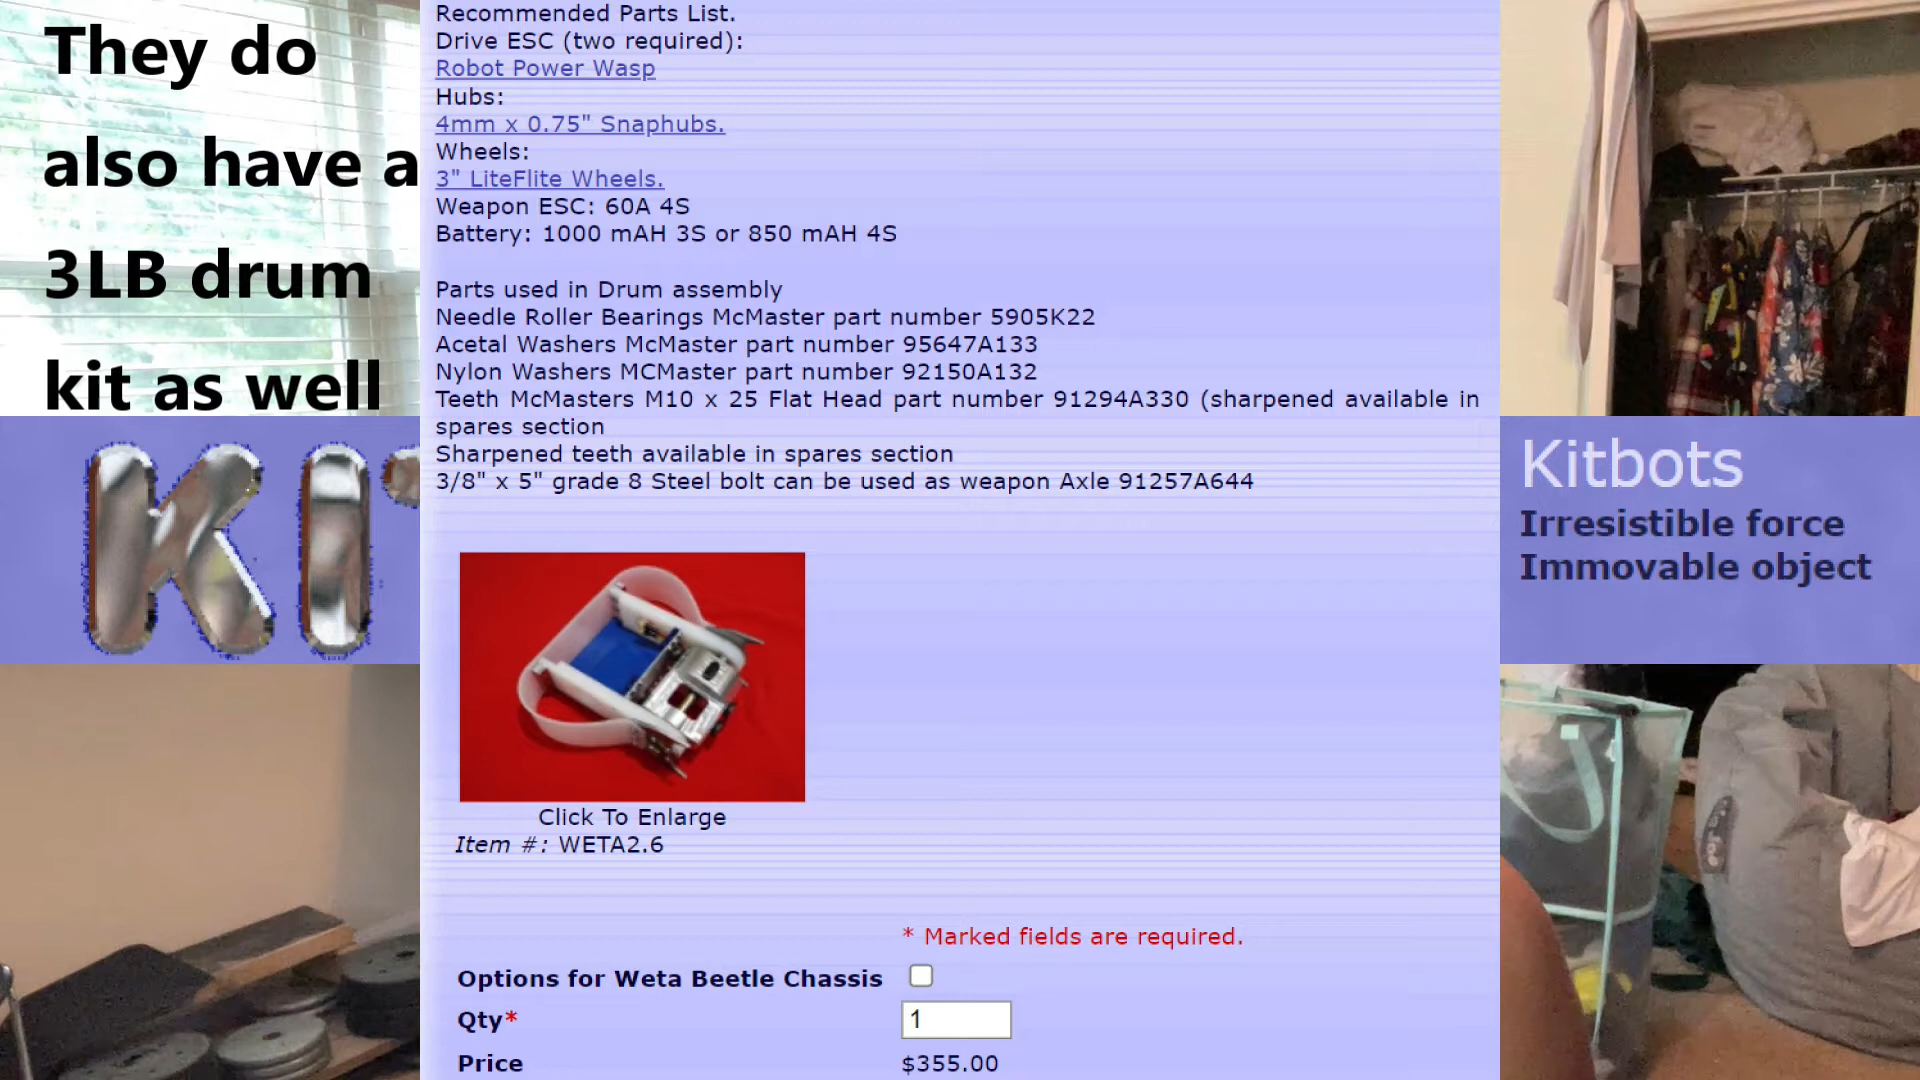 They do
also have a
3LB drum
kit as well
Recommended Parts List.
Drive ESC (two required):
Robot Power Wasp
Hubs:
4mm x 0.75" Snaphubs.
Wheels:
3" LiteFlite Wheels.
Weapon ESC: 60A 4S
Battery: 1000 mAH 3S or 850 mAH 4S
Parts used in Drum assembly
Needle Roller Bearings McMaster part number 5905K22
Acetal Washers McMaster part number 95647A133
Nylon Washers MCMaster part number 92150A132
Teeth McMasters M10 x 25 Flat Head part number 91294A330 (sharpened available in
spares section
Sharpened teeth available in spares section
3/8" x 5" grade 8 Steel bolt can be used as weapon Axle 91257A644
Click To Enlarge
Item #: WETA2.6
* Marked fields are required.
Options for Weta Beetle Chassis
Qty* 1
Price $355.00
KI
Kitbots
Irresistible force
Immovable object